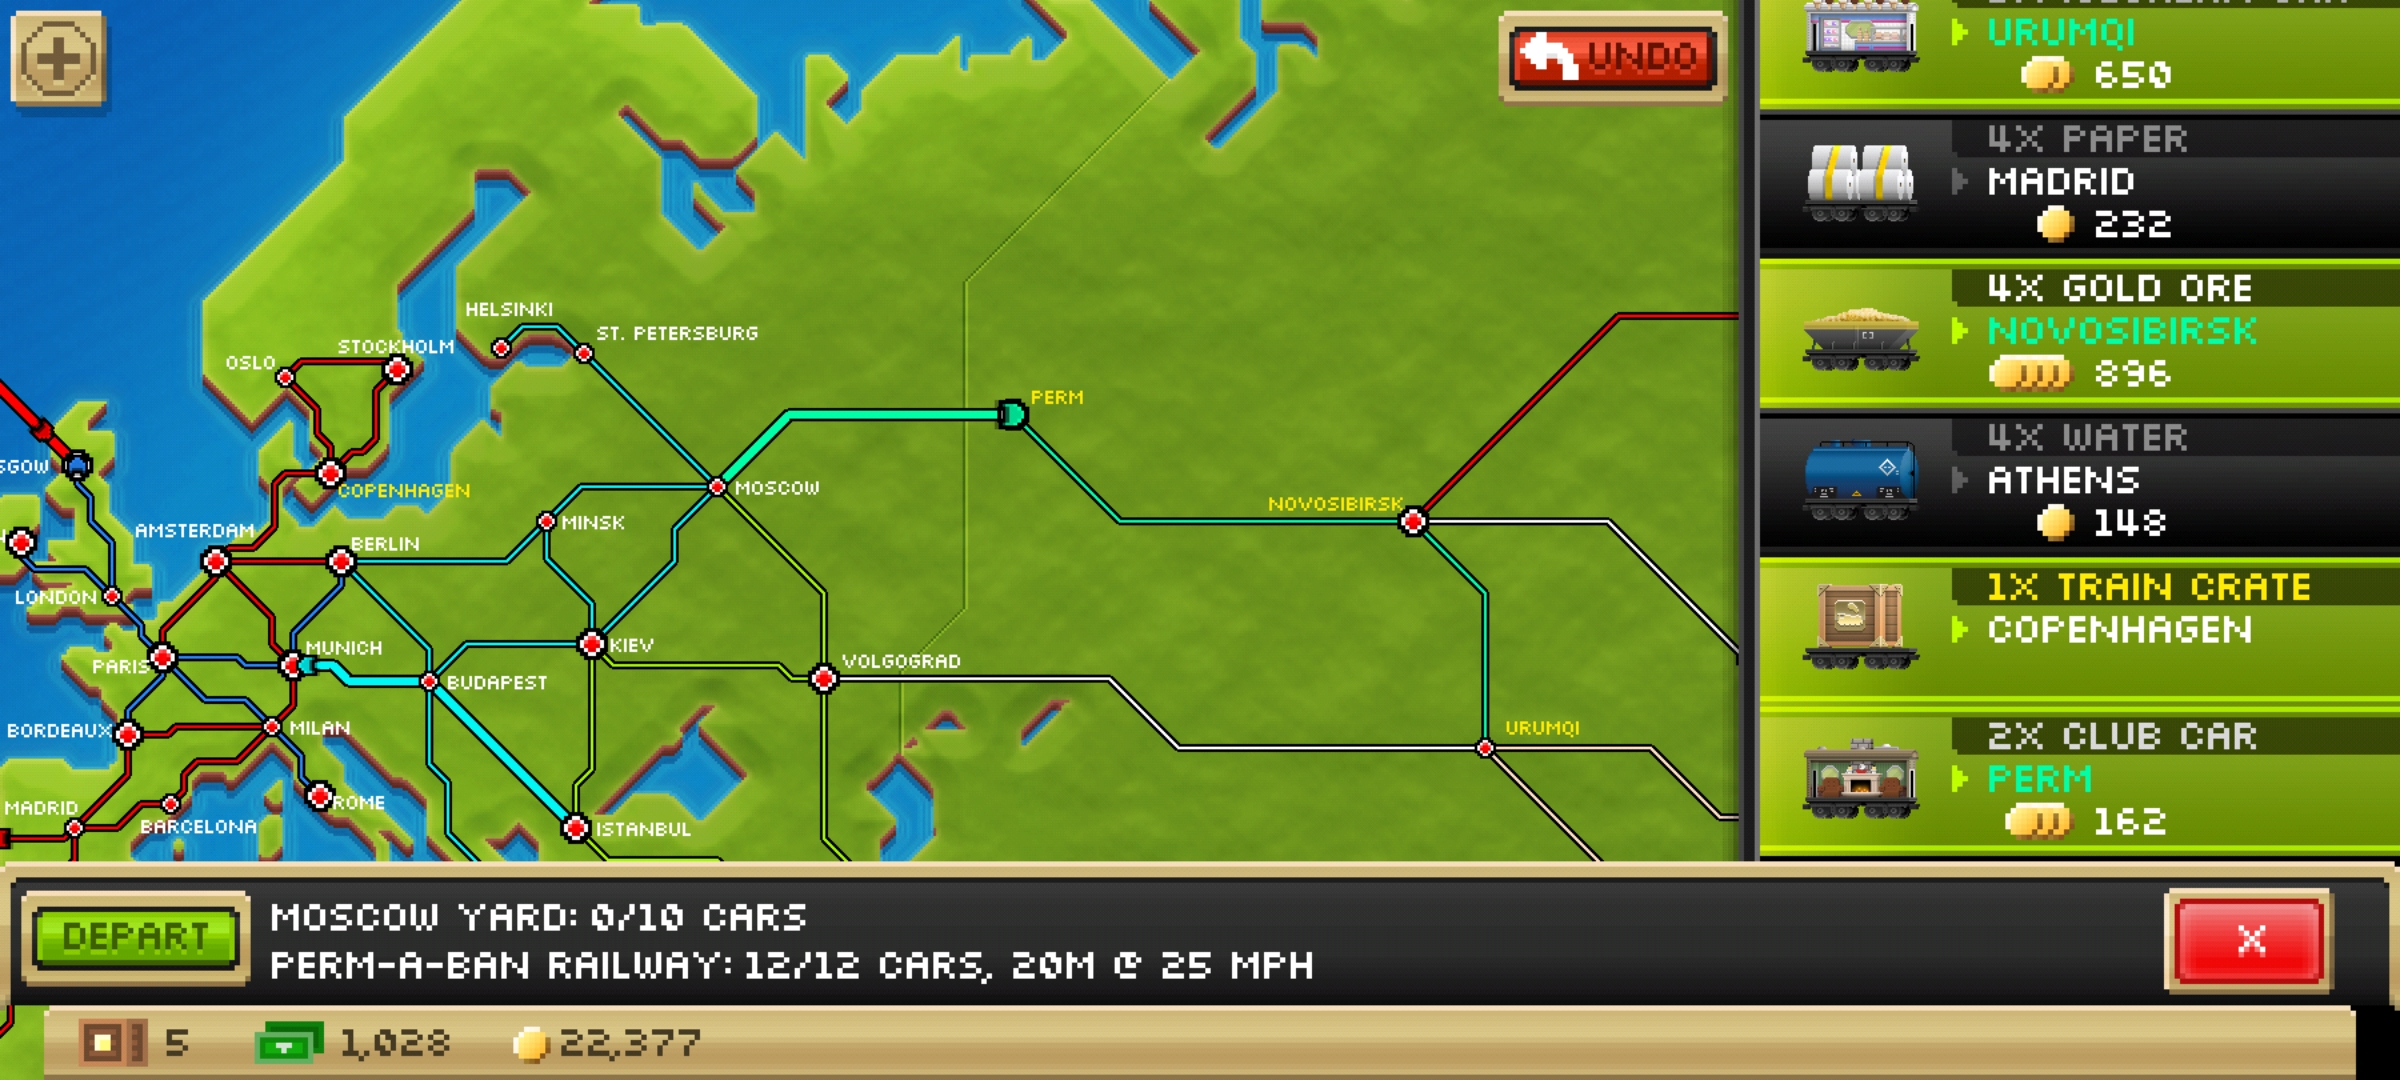 UNDO
URUMQI
650
4X PAPER
MADRID
232
4X GOLD ORE
NOVOSIBIRSK
896
4X WATER
ATHENS
148
1X TRAIN CRATE
COPENHAGEN
2X CLUB CAR
PERM
162
HELSINKI
ST. PETERSBURG
STOCKHOLM
OSLO
PERM
SGOW
COPENHAGEN
MOSCOW
NOVOSIBIRSK
MINSK
AMSTERDAM
BERLIN
LONDON
MUNICH
KIEV
PARIS
VOLGOGRAD
BUDAPEST
BORDEAUX
MILAN
URUMQI
MADRID
ROME
BARCELONA
ISTANBUL
DEPART
MOSCOW YARD: 0/10 CARS
PERM-A-BAN RAILWAY: 12/12 CARS, 20M @ 25 MPH
X
5
1,028
22,377